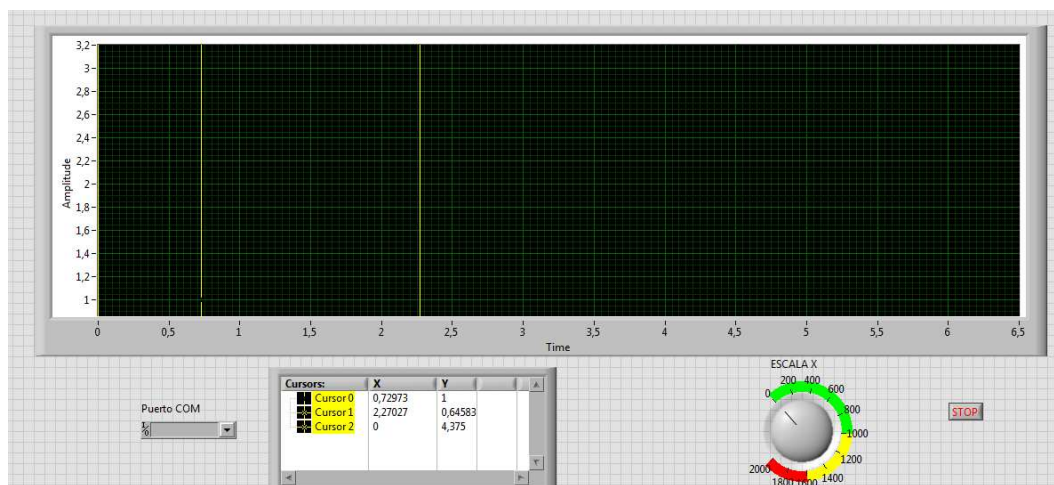 3,2
3
2,8
2,6
2,4
2,2
2
1,8
1,6
1,4
1,2
1
Amplitude
0 0,5 1 1,5 2 2,5 3 3,5 4 4,5 5 5,5 6 6,5
Time
Puerto COM
I/O
Cursors: X Y
Cursor 0 0,72973 1
Cursor 1 2,27027 0,64583
Cursor 2 0 4,375
ESCALA X
0 200 400 600 800 1000 1200 1400 1600 1800 2000
STOP